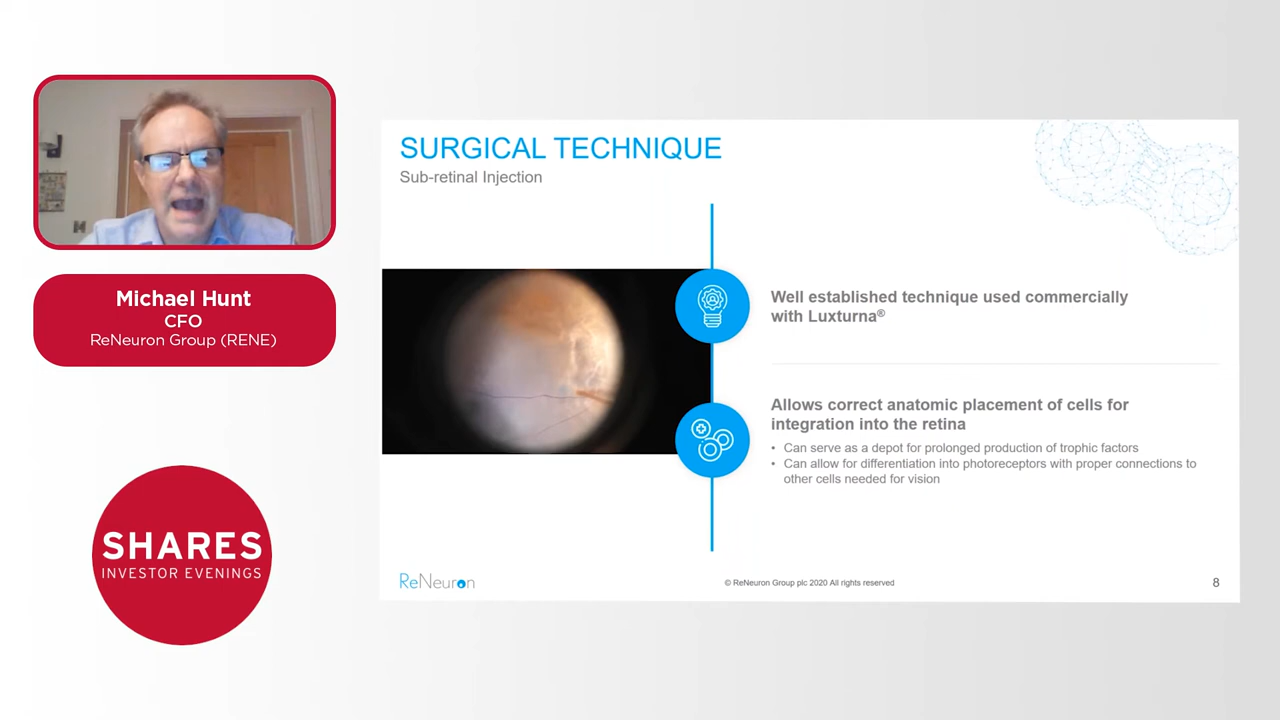 Michael Hunt
CFO
ReNeuron Group (RENE)
SHARES
INVESTOR EVENINGS
SURGICAL TECHNIQUE
Sub-retinal Injection
Well established technique used commercially
with Luxturna®
Allows correct anatomic placement of cells for
integration into the retina
• Can serve as a depot for prolonged production of trophic factors
• Can allow for differentiation into photoreceptors with proper connections to
other cells needed for vision
ReNeuron
© ReNeuron Group plc 2020 All rights reserved
8